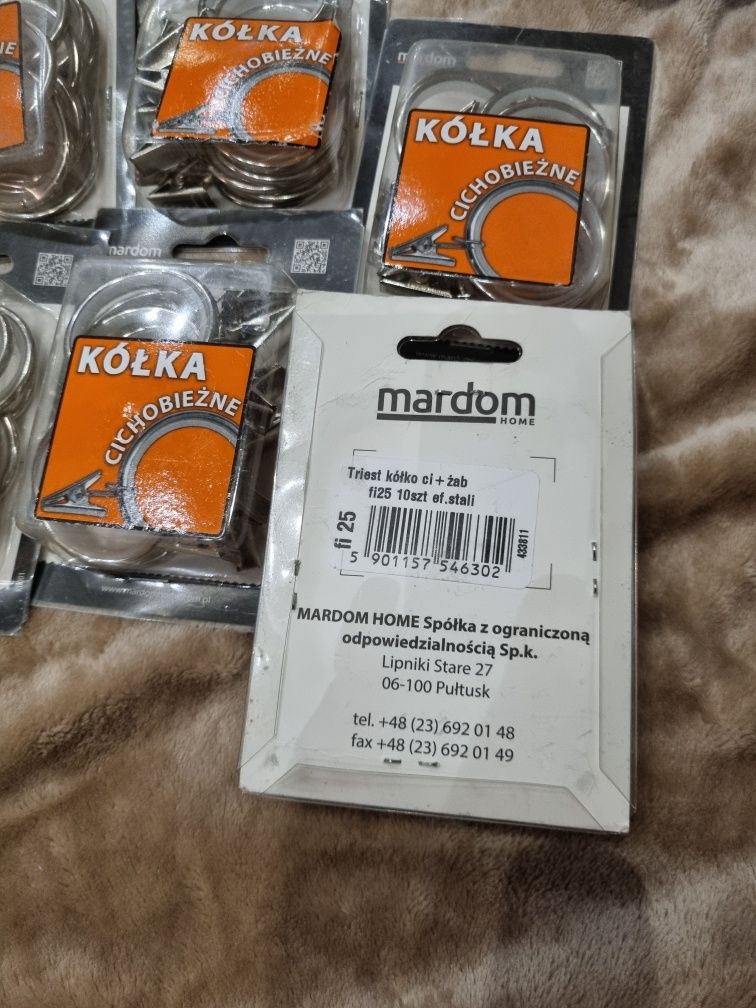 KÓŁKA
CICHOBIEŻNE
mardom
KÓŁKA
CICHOBIEŻNE
mardom
KÓŁKA
CICHOBIEŻNE
mardom
HOME
Triest kółko ci+żab
fi25 10szt ef.stali
fi 25
433811
5 901157 546302
MARDOM HOME Spółka z ograniczoną
odpowiedzialnością Sp.k.
Lipniki Stare 27
06-100 Pułtusk
tel. +48 (23) 692 01 48
fax +48 (23) 692 01 49